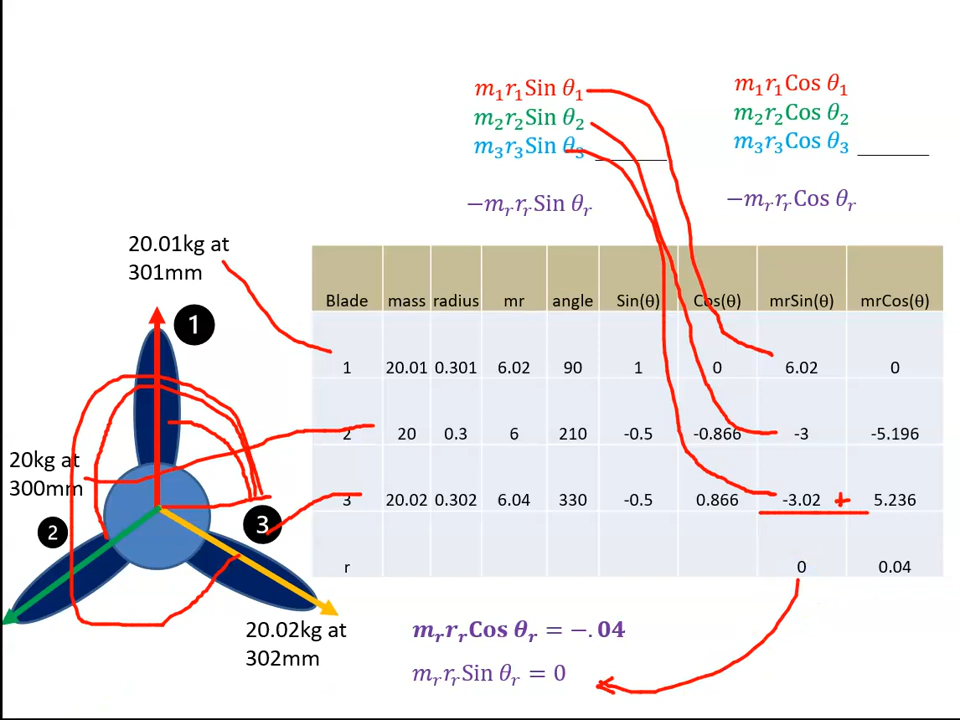 m₁r₁Sin θ₁
m₂r₂Sin θ₂
m₃r₃Sin θ₃
−mᵣrᵣSin θᵣ
m₁r₁Cos θ₁
m₂r₂Cos θ₂
m₃r₃Cos θ₃
−mᵣrᵣCos θᵣ
20.01kg at
301mm
1
20kg at
300mm
2
3
20.02kg at
302mm
Blade mass radius mr angle Sin(θ) Cos(θ) mrSin(θ) mrCos(θ)
1 20.01 0.301 6.02 90 1 0 6.02 0
2 20 0.3 6 210 -0.5 -0.866 -3 -5.196
3 20.02 0.302 6.04 330 -0.5 0.866 -3.02 + 5.236
r 0 0.04
mᵣrᵣCos θᵣ = −.04
mᵣrᵣSin θᵣ = 0